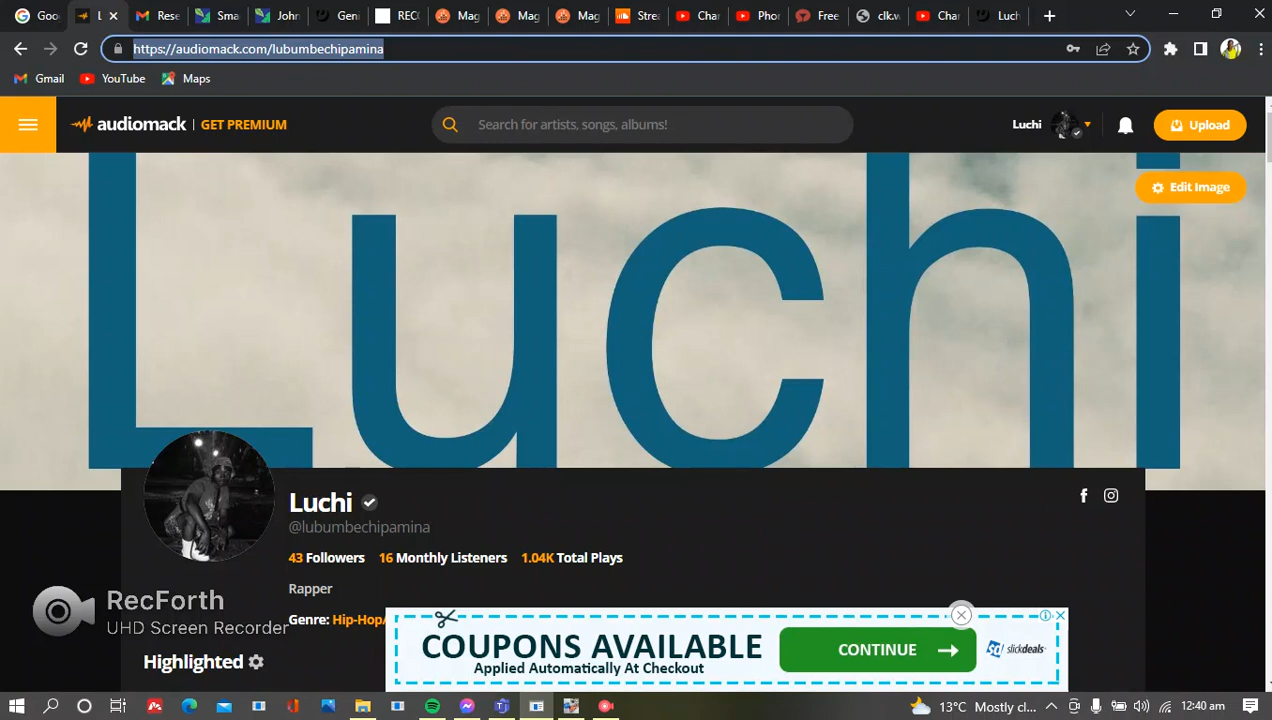 Goo
L
Rese
Sma
John
Geni
RECO
Mag
Mag
Mag
Strea
Char
Phor
Free
clk.w
Char
Luch
https://audiomack.com/lubumbechipamina
Gmail
YouTube
Maps
audiomack
GET PREMIUM
Search for artists, songs, albums!
Luchi
Upload
Edit Image
Luchi
Luchi
@lubumbechipamina
43 Followers 16 Monthly Listeners 1.04K Total Plays
Rapper
Genre: Hip-Hop/
RecForth
UHD Screen Recorder
Highlighted
COUPONS AVAILABLE
Applied Automatically At Checkout
CONTINUE
slickdeals
13°C Mostly cl...
12:40 am